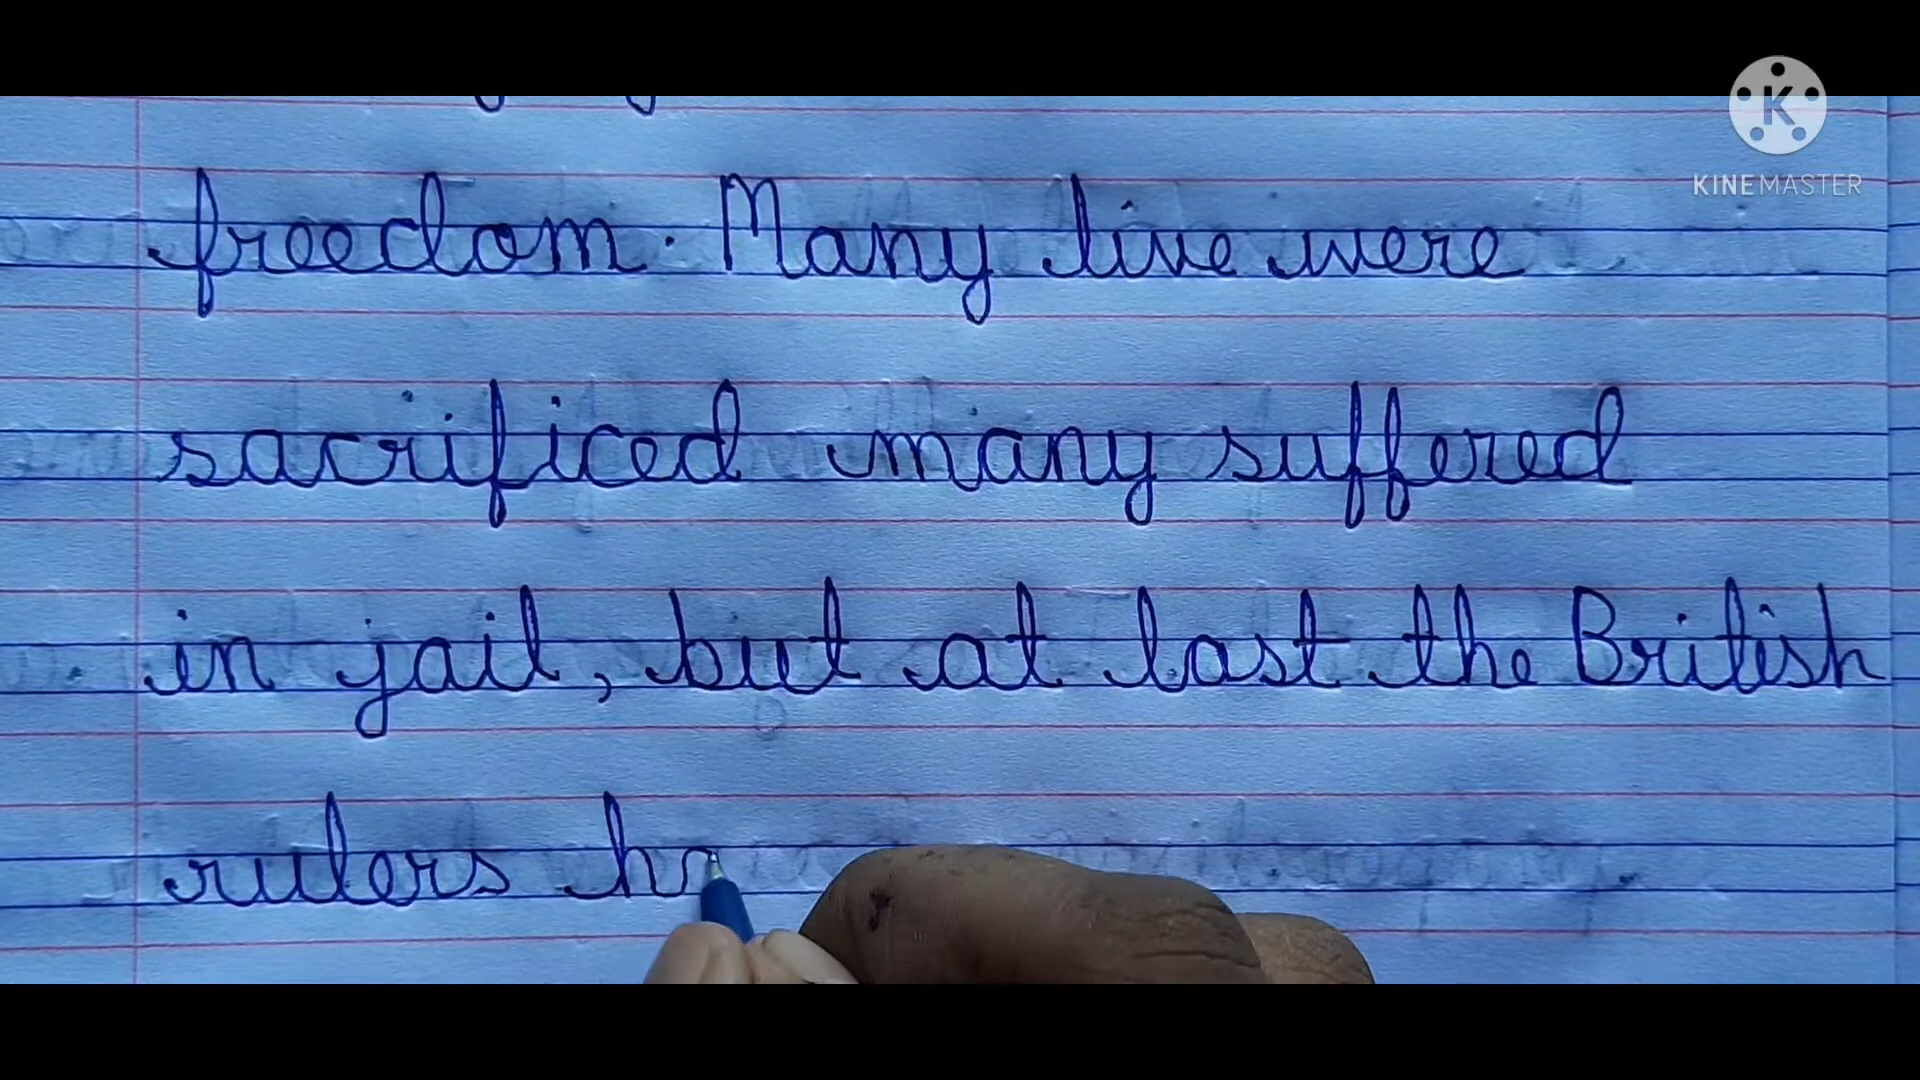 KINEMASTER
freedom. Many live were
sacrificed many suffered
in jail, but at last the British
rulers